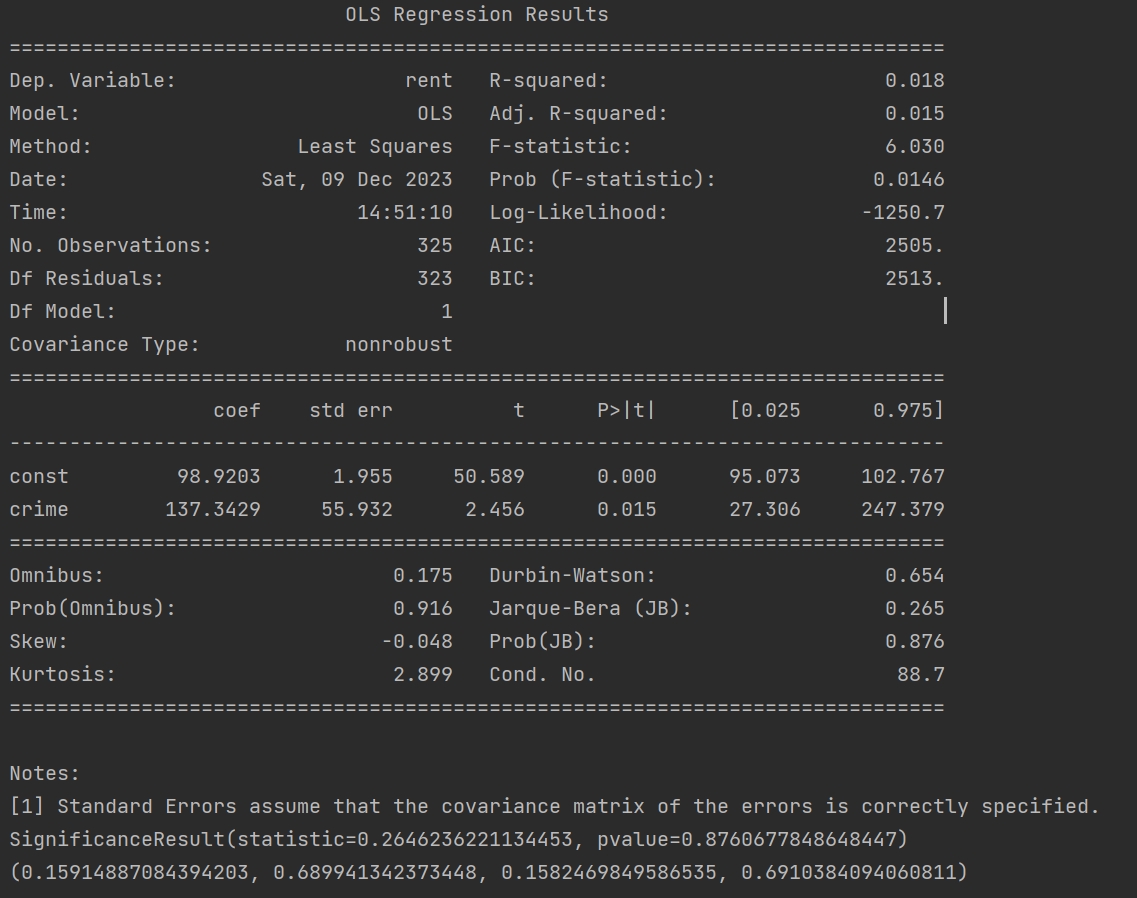 OLS Regression Results
==============================================================================
Dep. Variable:                   rent   R-squared:                       0.018
Model:                            OLS   Adj. R-squared:                  0.015
Method:                 Least Squares   F-statistic:                     6.030
Date:                Sat, 09 Dec 2023   Prob (F-statistic):             0.0146
Time:                        14:51:10   Log-Likelihood:                -1250.7
No. Observations:                 325   AIC:                             2505.
Df Residuals:                     323   BIC:                             2513.
Df Model:                           1
Covariance Type:            nonrobust
==============================================================================
                 coef    std err          t      P>|t|      [0.025      0.975]
------------------------------------------------------------------------------
const         98.9203      1.955     50.589      0.000      95.073     102.767
crime        137.3429     55.932      2.456      0.015      27.306     247.379
==============================================================================
Omnibus:                        0.175   Durbin-Watson:                   0.654
Prob(Omnibus):                  0.916   Jarque-Bera (JB):                0.265
Skew:                          -0.048   Prob(JB):                        0.876
Kurtosis:                       2.899   Cond. No.                         88.7
==============================================================================
Notes:
[1] Standard Errors assume that the covariance matrix of the errors is correctly specified.
SignificanceResult(statistic=0.2646236221134453, pvalue=0.8760677848648447)
(0.15914887084394203, 0.689941342373448, 0.1582469849586535, 0.6910384094060811)